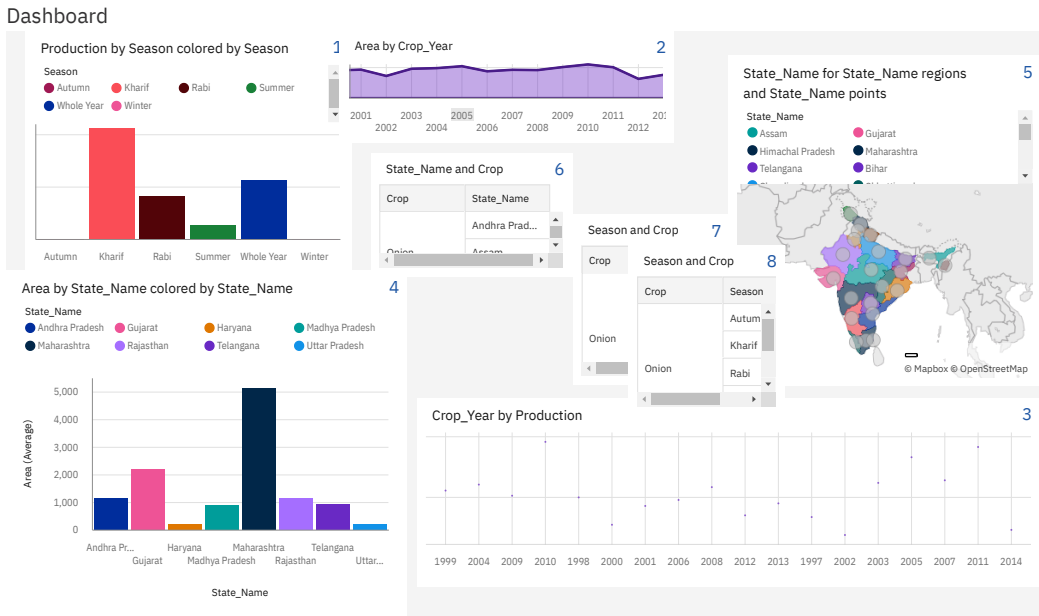 Dashboard
Production by Season colored by Season
1
Season
Autumn
Kharif
Rabi
Summer
Whole Year
Winter
Autumn
Kharif
Rabi
Summer
Whole Year
Winter
Area by Crop_Year
2
2001
2003
2005
2007
2009
2011
2002
2004
2006
2008
2010
2012
State_Name for State_Name regions
and State_Name points
5
State_Name
Assam
Gujarat
Himachal Pradesh
Maharashtra
Telangana
Bihar
© Mapbox © OpenStreetMap
State_Name and Crop
6
Crop
State_Name
Andhra Prad...
Onion
Assam
Season and Crop
7
Crop
Onion
Season and Crop
8
Crop
Season
Autum
Kharif
Onion
Rabi
Area by State_Name colored by State_Name
4
State_Name
Andhra Pradesh
Gujarat
Haryana
Madhya Pradesh
Maharashtra
Rajasthan
Telangana
Uttar Pradesh
Area (Average)
5,000
4,000
3,000
2,000
1,000
0
Andhra Pr...
Haryana
Maharashtra
Telangana
Gujarat
Madhya Pradesh
Rajasthan
Uttar...
State_Name
Crop_Year by Production
3
1999 2004 2009 2010 1998 2000 2001 2006 2008 2012 2013 1997 2002 2003 2005 2007 2011 2014